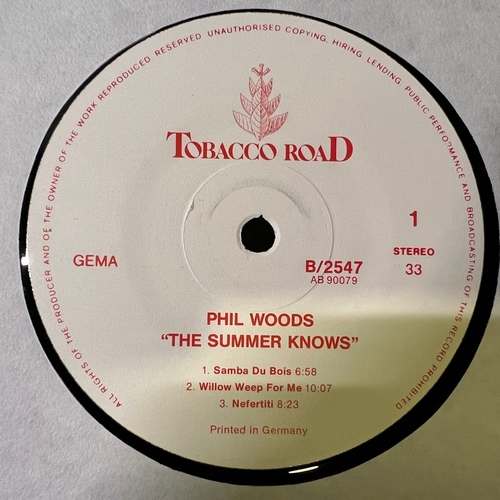 ALL RIGHTS OF THE PRODUCER AND OF THE OWNER OF THE WORK REPRODUCED RESERVED UNAUTHORISED COPYING, HIRING, LENDING, PUBLIC PERFORMANCE AND BROADCASTING OF THIS RECORD PROHIBITED
TOBACCO ROAD
1
GEMA
STEREO
33
B/2547
AB 90079
PHIL WOODS
“THE SUMMER KNOWS”
1. Samba Du Bois 6:58
2. Willow Weep For Me 10:07
3. Nefertiti 8:23
Printed in Germany